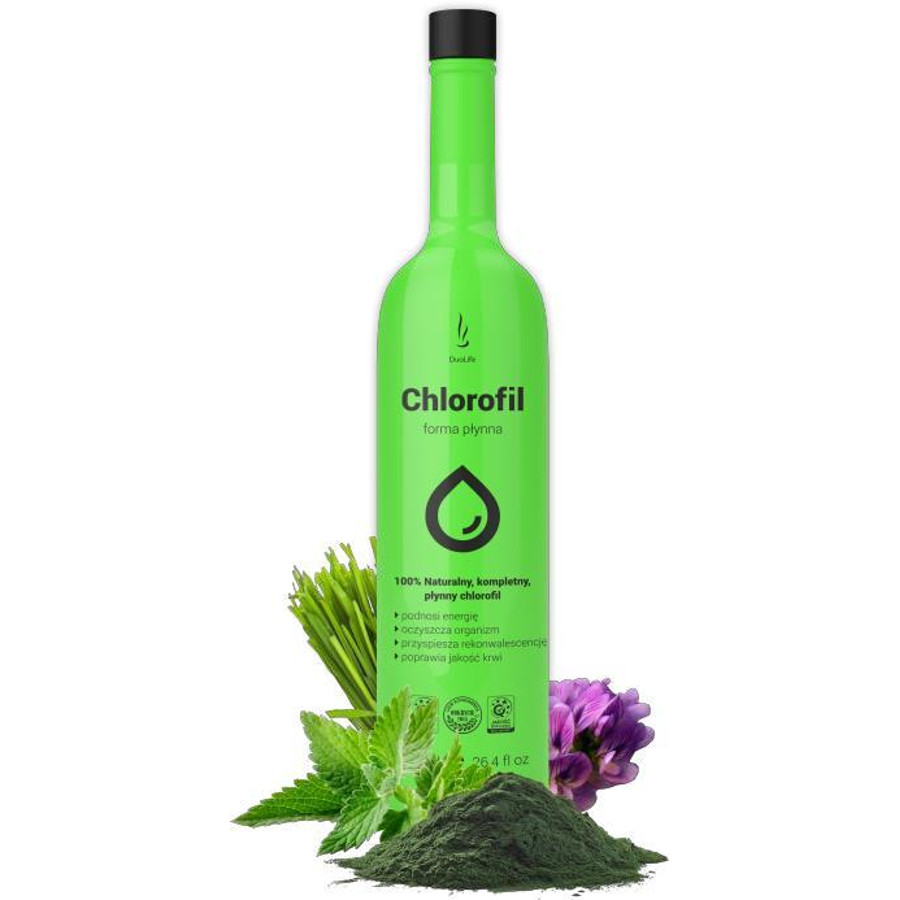 DuoLife
Chlorofil
forma płynna
100% Naturalny, kompletny,
płynny chlorofil
podnosi energię
oczyszcza organizm
przyspiesza rekonwalescencję
poprawia jakość krwi
JAKOŚĆ
26.4 fl oz